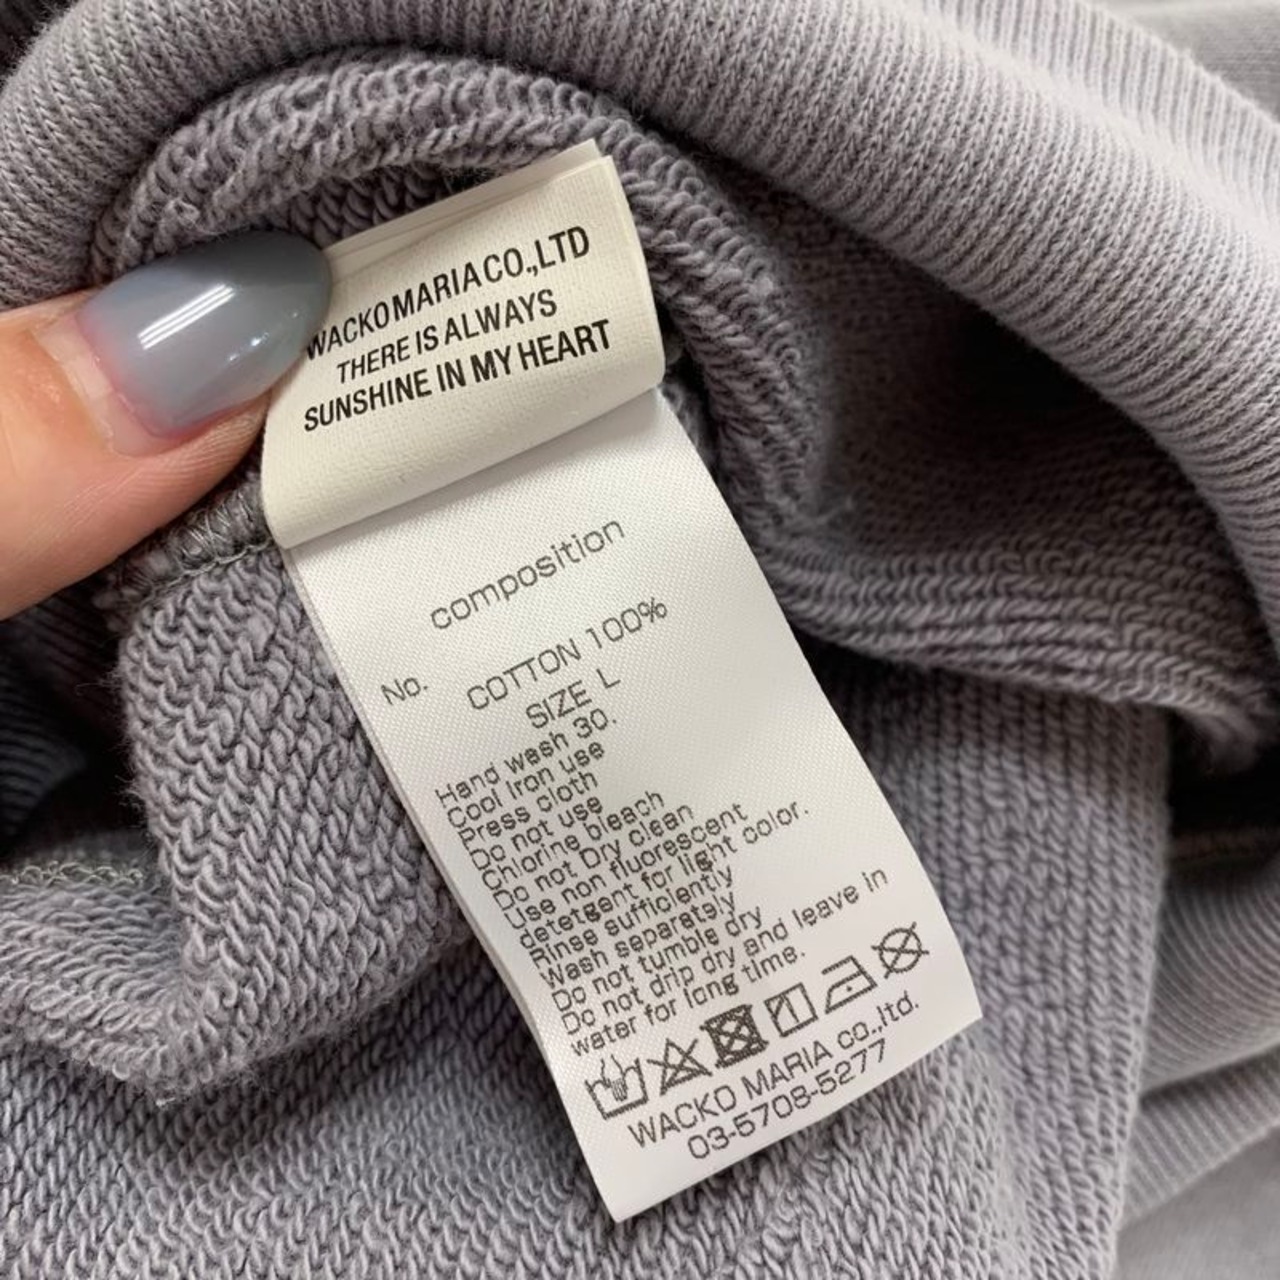 WACKO MARIA CO.,LTD
THERE IS ALWAYS
SUNSHINE IN MY HEART
composition
No.
COTTON 100%
SIZE L
Hand wash 30.
Cool Iron use
Press cloth
Do not use
Chlorine bleach
Do not Dry clean
Use non fluorescent
detetgent for light color.
Rinse sufficiently
Wash separately
Do not tumble dry
Do not drip dry and leave in
water for long time.
WACKO MARIA co.,ltd.
03-5708-5277